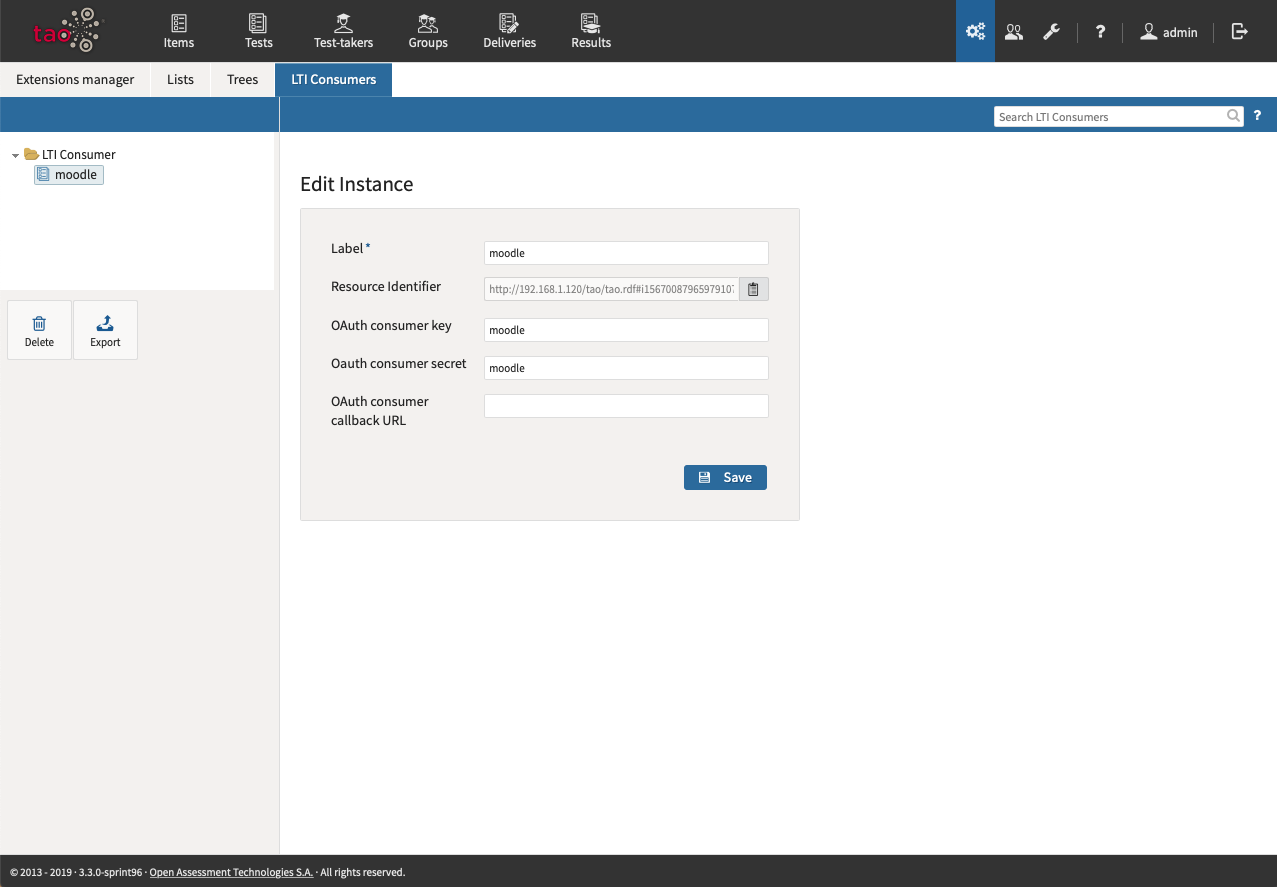 tao
Items
Tests
Test-takers
Groups
Deliveries
Results
?
admin
Extensions manager
Lists
Trees
LTI Consumers
Search LTI Consumers
?
LTI Consumer
moodle
Delete
Export
Edit Instance
Label *
moodle
Resource Identifier
http://192.168.1.120/tao/tao.rdf#i1567008796597910
OAuth consumer key
moodle
Oauth consumer secret
moodle
OAuth consumer
callback URL
Save
© 2013 - 2019 · 3.3.0-sprint96 · Open Assessment Technologies S.A. · All rights reserved.